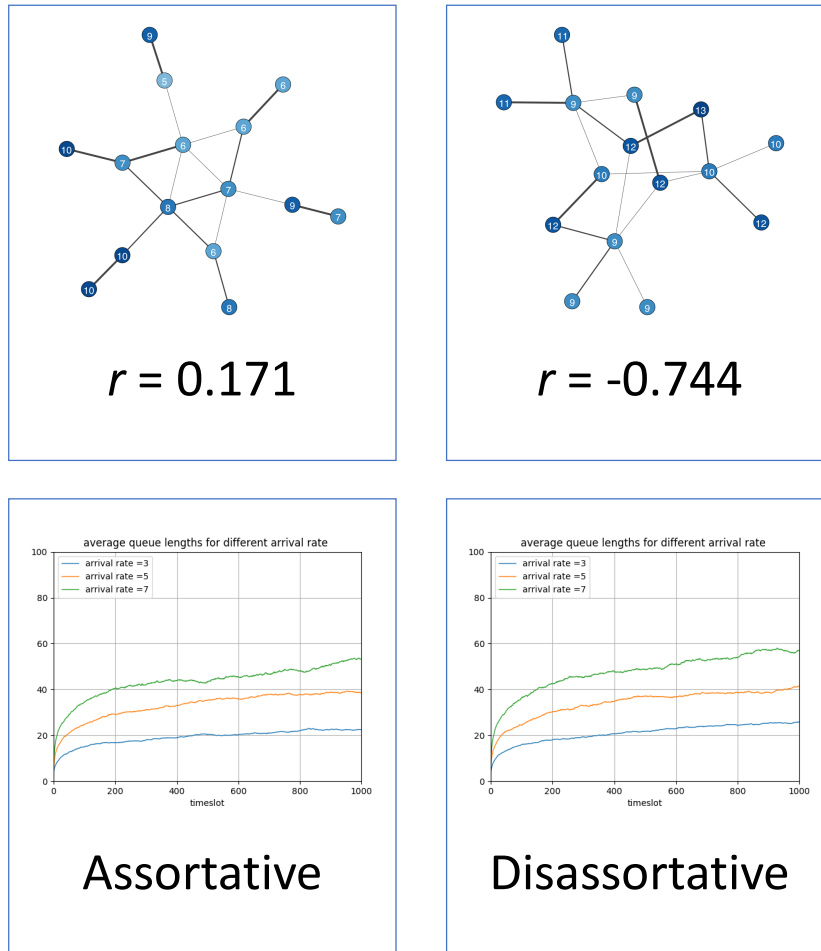 9
5
6
6
6
10
7
7
9
7
8
6
10
10
8
r = 0.171
11
11
9
9
13
12
10
10
10
12
12
12
9
9
9
r = -0.744
average queue lengths for different arrival rate
100
80
60
40
20
0
arrival rate =3
arrival rate =5
arrival rate =7
0 200 400 600 800 1000
timeslot
Assortative
average queue lengths for different arrival rate
100
80
60
40
20
0
arrival rate =3
arrival rate =5
arrival rate =7
0 200 400 600 800 1000
timeslot
Disassortative